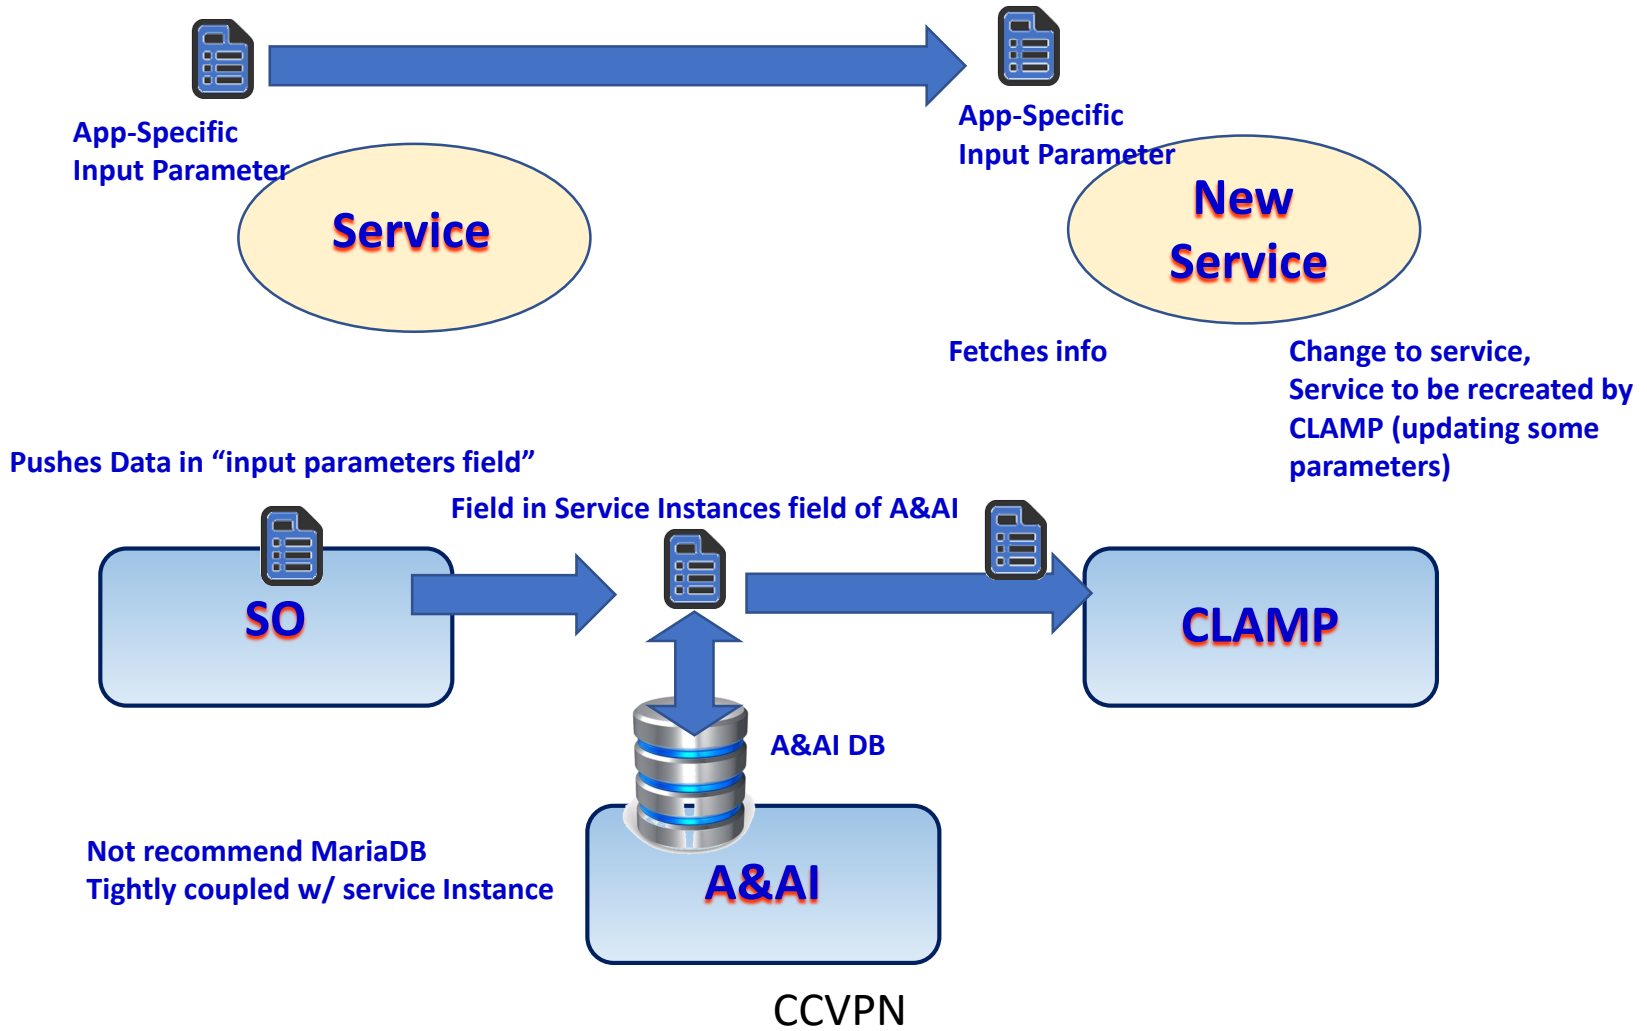 App-Specific
Input Parameter
App-Specific
Input Parameter
Service
New
Service
Fetches info
Change to service,
Service to be recreated by
CLAMP (updating some
parameters)
Pushes Data in “input parameters field”
Field in Service Instances field of A&AI
SO
CLAMP
A&AI DB
Not recommend MariaDB
Tightly coupled w/ service Instance
A&AI
CCVPN